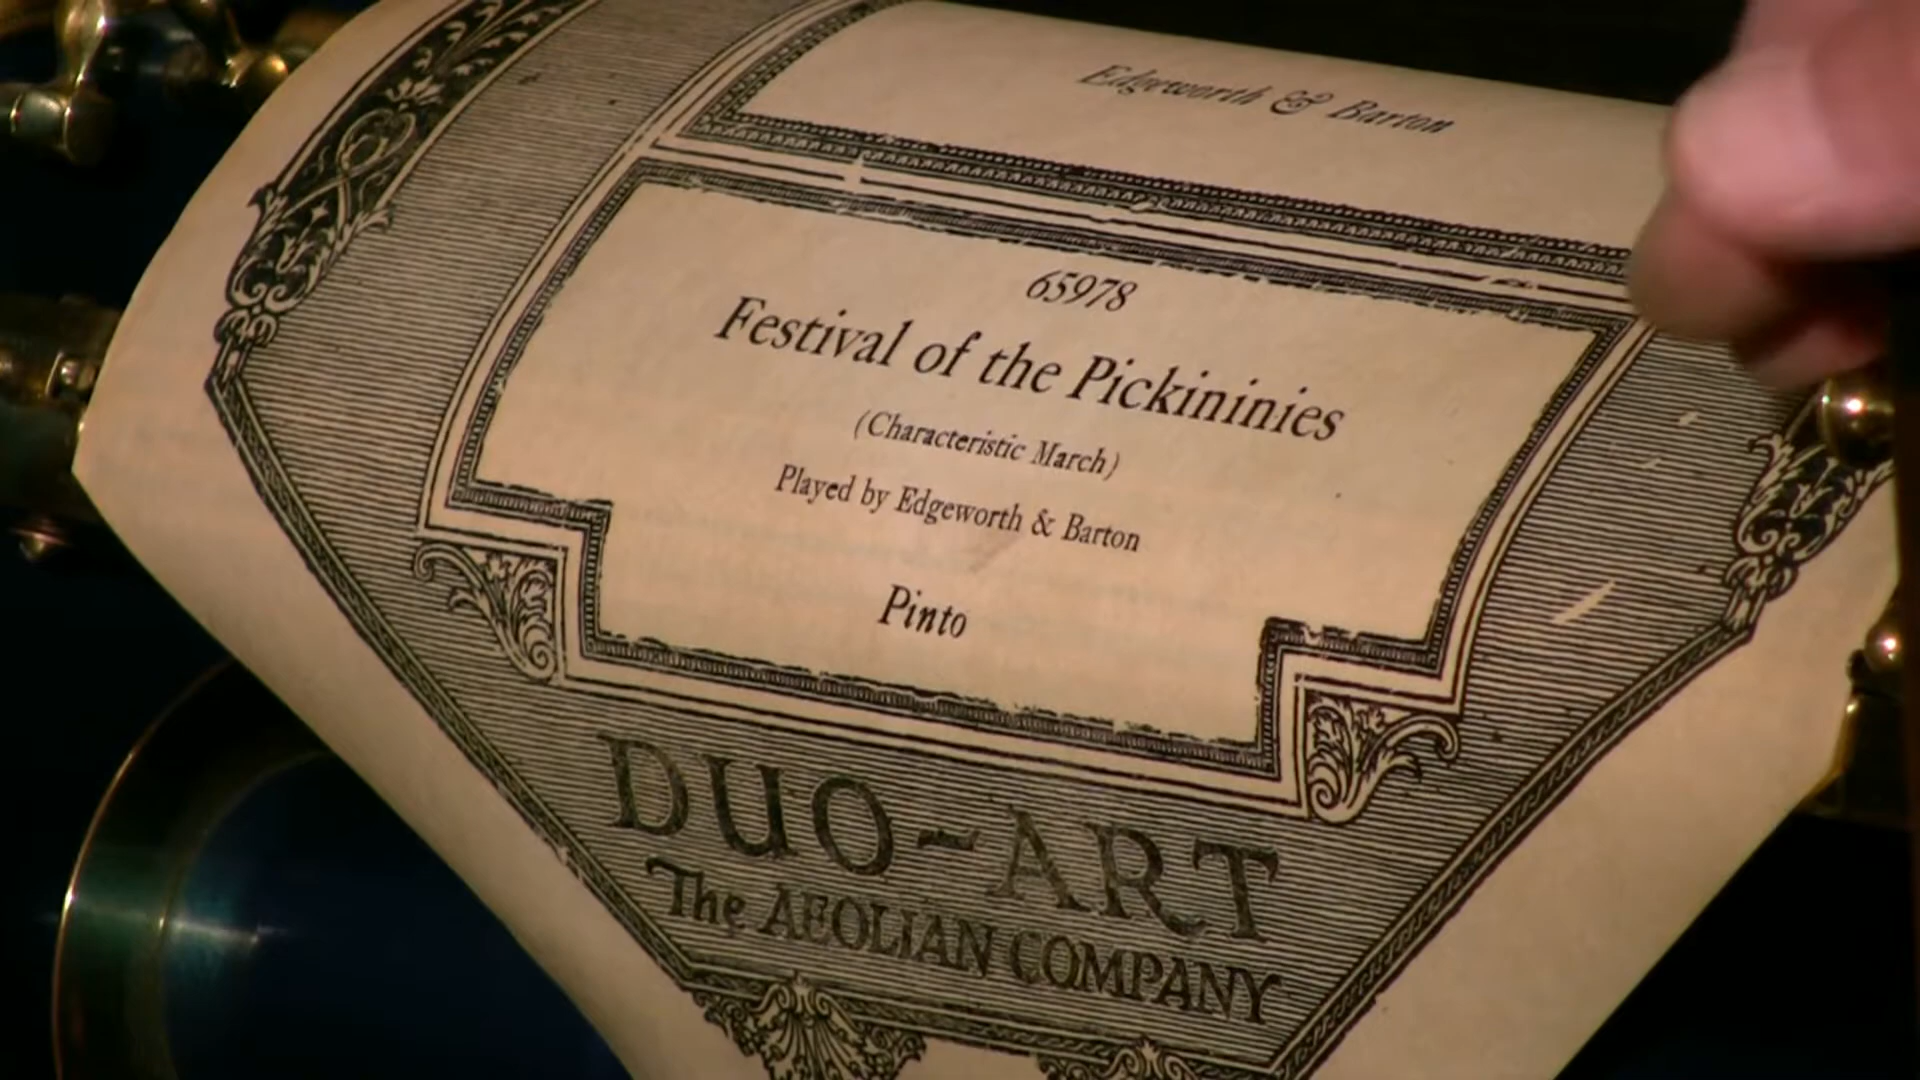 Edgeworth & Barton
65978
Festival of the Pickininies
(Characteristic March)
Played by Edgeworth & Barton
Pinto
DUO-ART
The AEOLIAN COMPANY